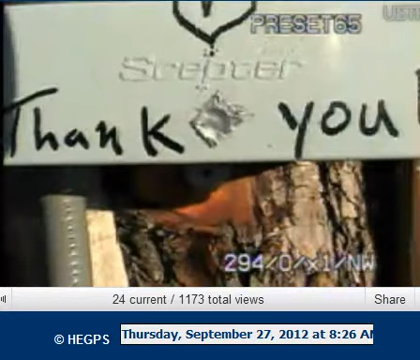 PRESET65
Scepter
Thank you
294/0/x1/NW
24 current / 1173 total views
Share
© HEGPS
Thursday, September 27, 2012 at 8:26 AM